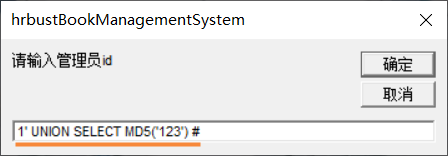 hrbustBookManagementSystem
请输入管理员id
确定
取消
1' UNION SELECT MD5('123') #